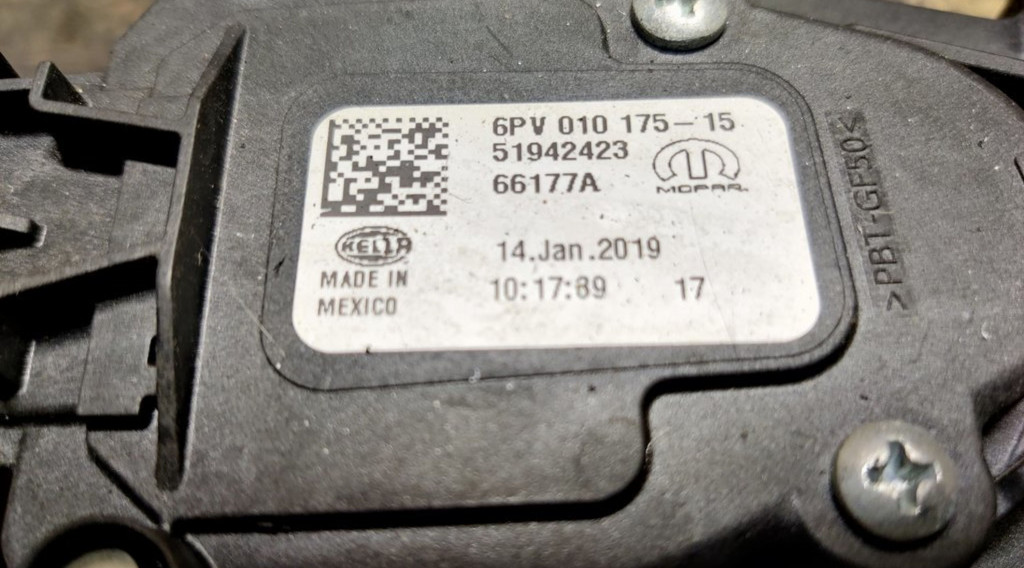 6PV 010 175-15
51942423
66177A
MOPAR
HELLA
MADE IN
MEXICO
14.Jan.2019
10:17:39 17
>PBT-GF50<